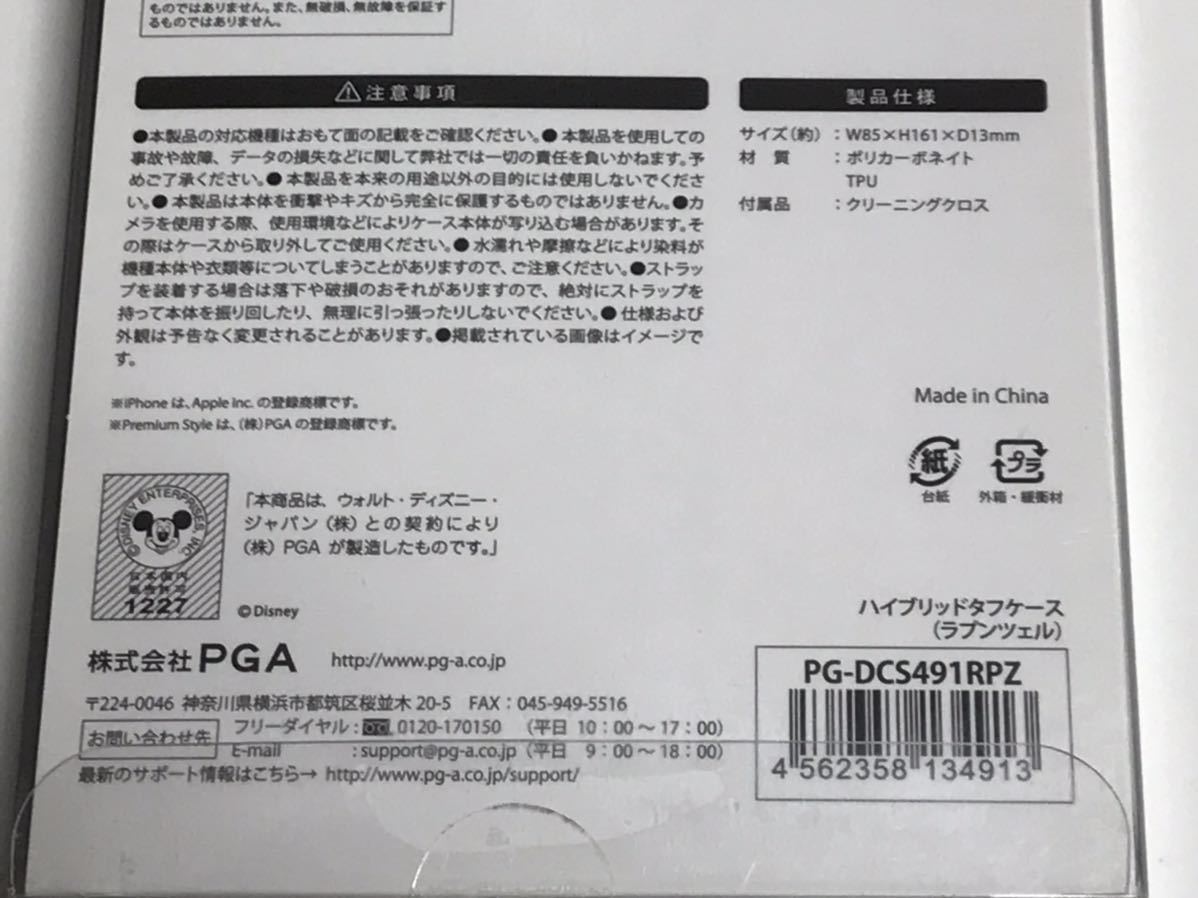 ものではありません。また、無破損、無故障を保証す
るものではありません。
注意事項
●本製品の対応機種はおもて面の記載をご確認ください。● 本製品を使用しての
事故や故障、データの損失などに関して弊社では一切の責任を負いかねます。予
めご了承ください。● 本製品を本来の用途以外の目的には使用しないでくださ
い。● 本製品は本体を衝撃やキズから完全に保護するものではありません。●カ
メラを使用する際、使用環境などによりケース本体が写り込む場合があります。そ
の際はケースから取り外してご使用ください。● 水濡れや摩擦などにより染料が
機種本体や衣類等についてしまうことがありますので、ご注意ください。●ストラッ
プを装着する場合は落下や破損のおそれがありますので、絶対にストラップを
持って本体を振り回したり、無理に引っ張ったりしないでください。● 仕様および
外観は予告なく変更されることがあります。●掲載されている画像はイメージで
す。
※iPhone は、Apple Inc. の登録商標です。
※Premium Style は、(株)PGA の登録商標です。
製品仕様
サイズ(約) : W85×H161×D13mm
材 質 : ポリカーボネイト
TPU
付属品 : クリーニングクロス
Made in China
紙
プラ
台紙
外箱・緩衝材
©DISNEY ENTERPRISES, INC.
日本国内
販売許可
1227
「本商品は、ウォルト・ディズニー・
ジャパン (株) との契約により
(株) PGA が製造したものです。」
©Disney
株式会社 PGA http://www.pg-a.co.jp
〒224-0046 神奈川県横浜市都筑区桜並木 20-5 FAX : 045-949-5516
お問い合わせ先
フリーダイヤル : 0120-170150 (平日 10 : 00 〜 17 : 00)
E-mail : support@pg-a.co.jp (平日 9 : 00 〜 18 : 00)
最新のサポート情報はこちら→ http://www.pg-a.co.jp/support/
ハイブリッドタフケース
(ラプンツェル)
PG-DCS491RPZ
4 562358 134913